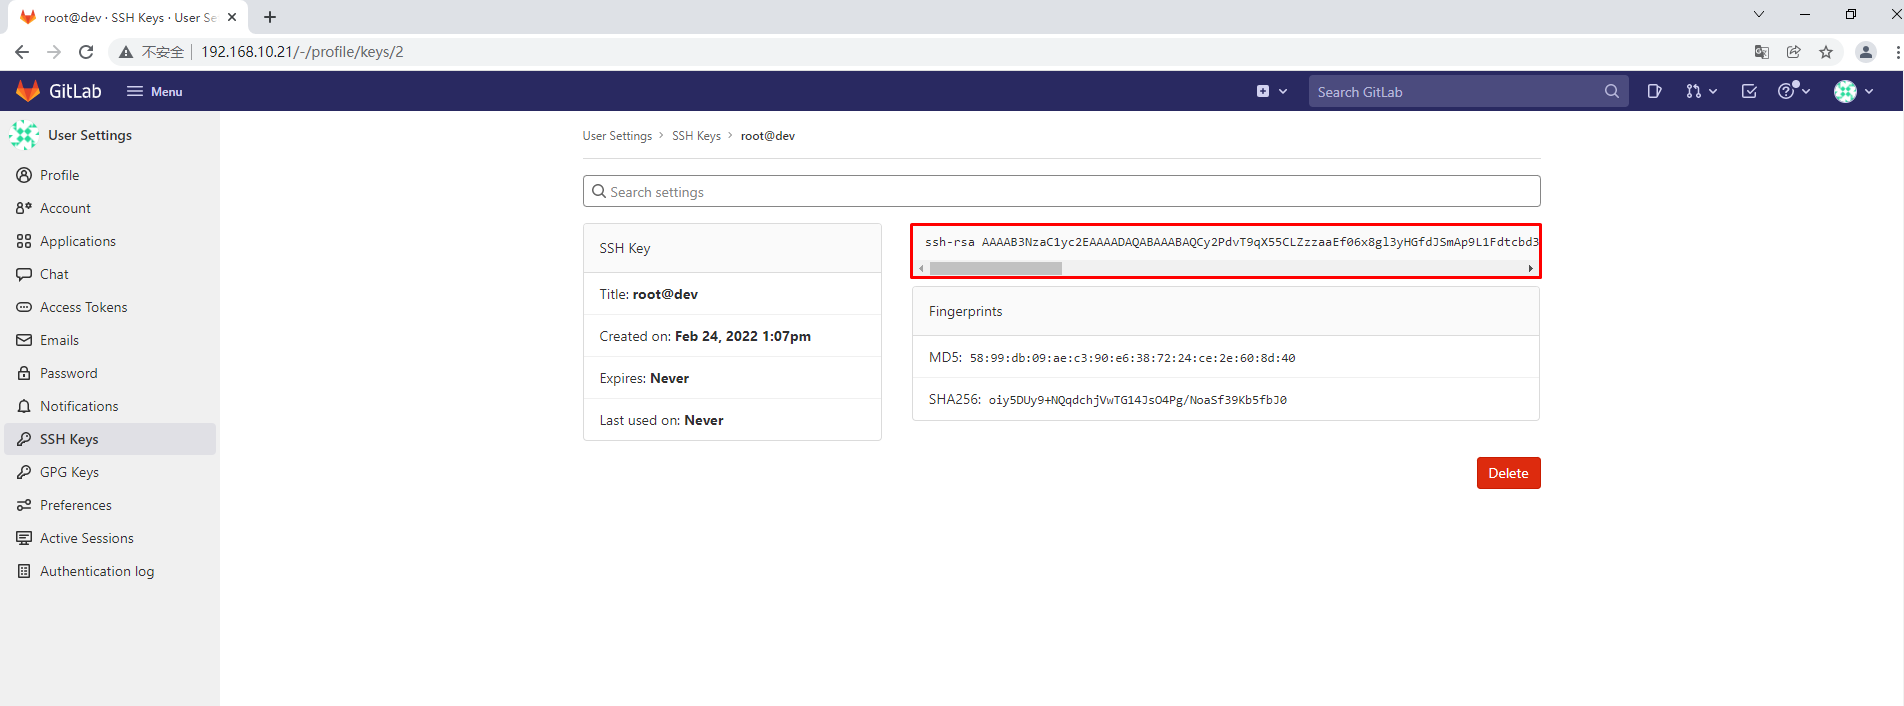 root@dev · SSH Keys · User Se
不安全 192.168.10.21/-/profile/keys/2
GitLab Menu Search GitLab
User Settings
Profile
Account
Applications
Chat
Access Tokens
Emails
Password
Notifications
SSH Keys
GPG Keys
Preferences
Active Sessions
Authentication log
User Settings > SSH Keys > root@dev
Search settings
SSH Key
Title: root@dev
Created on: Feb 24, 2022 1:07pm
Expires: Never
Last used on: Never
ssh-rsa AAAAB3NzaC1yc2EAAAADAQABAAABAQCy2PdvT9qX55CLZzzaaEf06x8gl3yHGfdJSmAp9L1Fdtcbd3
Fingerprints
MD5: 58:99:db:09:ae:c3:90:e6:38:72:24:ce:2e:60:8d:40
SHA256: oiy5DUy9+NQqdchjVwTG14JsO4Pg/NoaSf39Kb5fbJ0
Delete